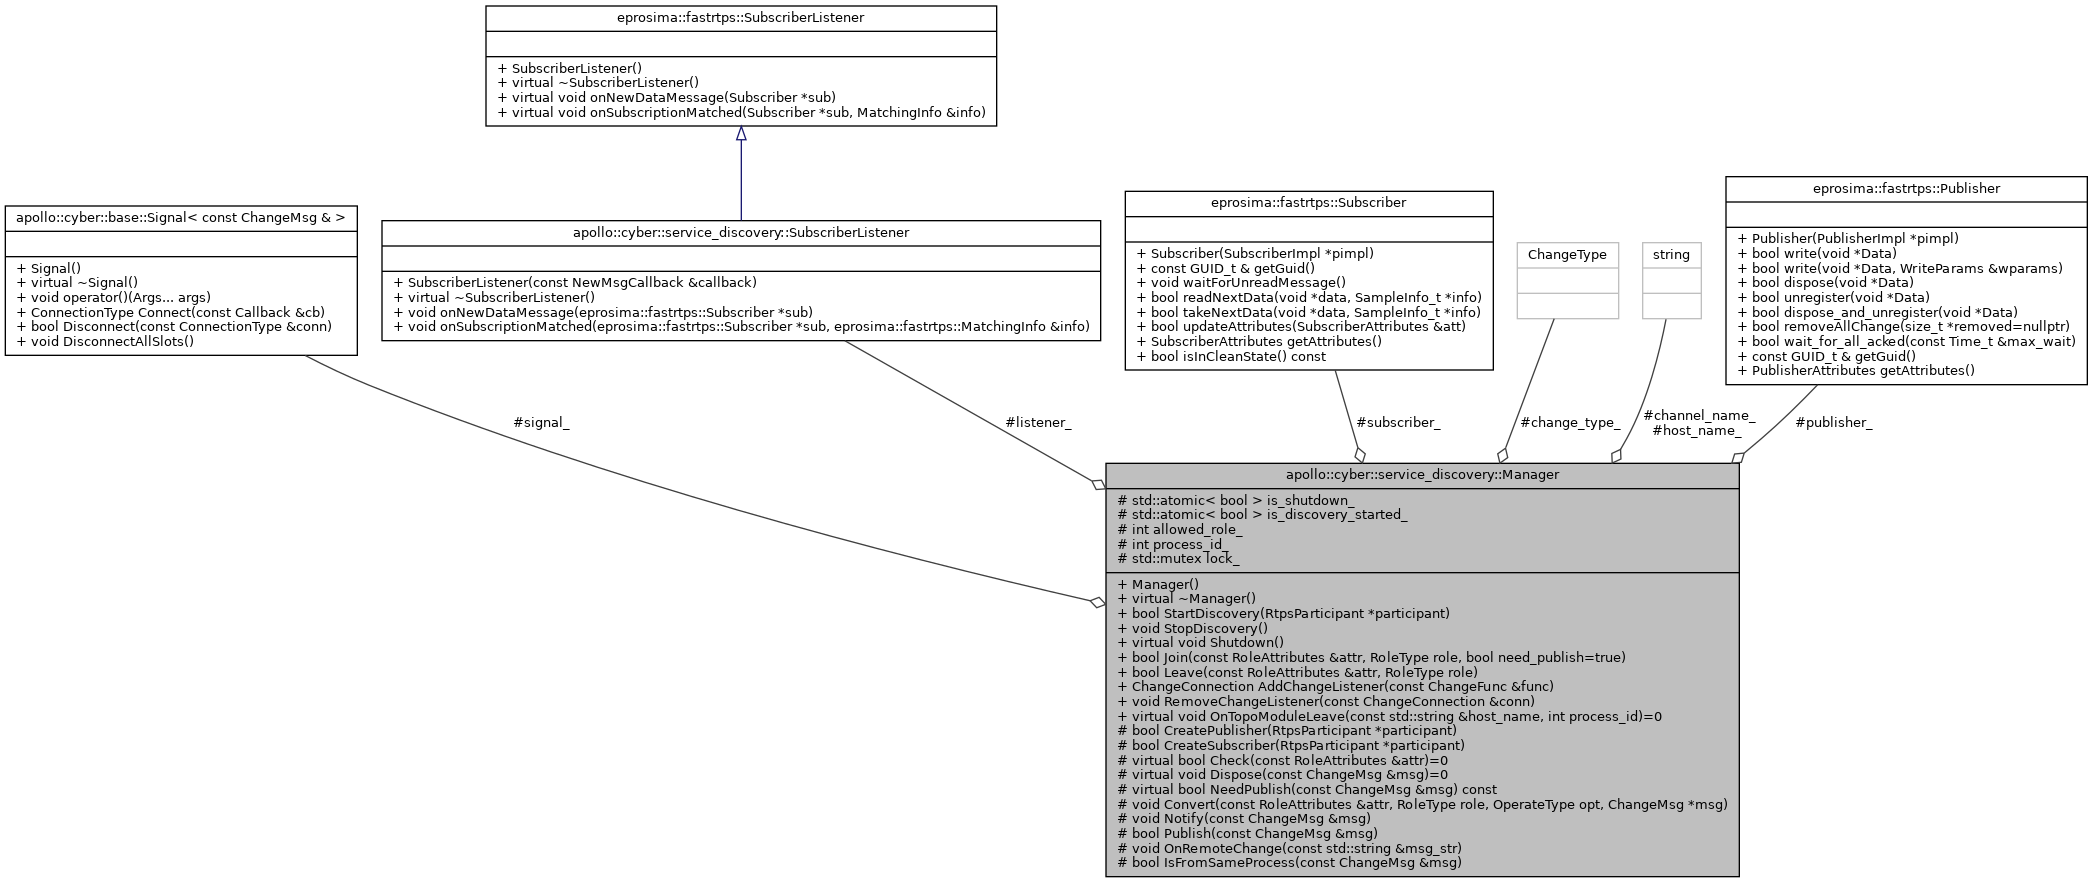 eprosima::fastrtps::SubscriberListener
+ SubscriberListener()
+ virtual ~SubscriberListener()
+ virtual void onNewDataMessage(Subscriber *sub)
+ virtual void onSubscriptionMatched(Subscriber *sub, MatchingInfo &info)
apollo::cyber::base::Signal< const ChangeMsg & >
+ Signal()
+ virtual ~Signal()
+ void operator()(Args... args)
+ ConnectionType Connect(const Callback &cb)
+ bool Disconnect(const ConnectionType &conn)
+ void DisconnectAllSlots()
apollo::cyber::service_discovery::SubscriberListener
+ SubscriberListener(const NewMsgCallback &callback)
+ virtual ~SubscriberListener()
+ void onNewDataMessage(eprosima::fastrtps::Subscriber *sub)
+ void onSubscriptionMatched(eprosima::fastrtps::Subscriber *sub, eprosima::fastrtps::MatchingInfo &info)
eprosima::fastrtps::Subscriber
+ Subscriber(SubscriberImpl *pimpl)
+ const GUID_t & getGuid()
+ void waitForUnreadMessage()
+ bool readNextData(void *data, SampleInfo_t *info)
+ bool takeNextData(void *data, SampleInfo_t *info)
+ bool updateAttributes(SubscriberAttributes &att)
+ SubscriberAttributes getAttributes()
+ bool isInCleanState() const
ChangeType
string
eprosima::fastrtps::Publisher
+ Publisher(PublisherImpl *pimpl)
+ bool write(void *Data)
+ bool write(void *Data, WriteParams &wparams)
+ bool dispose(void *Data)
+ bool unregister(void *Data)
+ bool dispose_and_unregister(void *Data)
+ bool removeAllChange(size_t *removed=nullptr)
+ bool wait_for_all_acked(const Time_t &max_wait)
+ const GUID_t & getGuid()
+ PublisherAttributes getAttributes()
#signal_
#listener_
#subscriber_
#change_type_
#channel_name_
#host_name_
#publisher_
apollo::cyber::service_discovery::Manager
# std::atomic< bool > is_shutdown_
# std::atomic< bool > is_discovery_started_
# int allowed_role_
# int process_id_
# std::mutex lock_
+ Manager()
+ virtual ~Manager()
+ bool StartDiscovery(RtpsParticipant *participant)
+ void StopDiscovery()
+ virtual void Shutdown()
+ bool Join(const RoleAttributes &attr, RoleType role, bool need_publish=true)
+ bool Leave(const RoleAttributes &attr, RoleType role)
+ ChangeConnection AddChangeListener(const ChangeFunc &func)
+ void RemoveChangeListener(const ChangeConnection &conn)
+ virtual void OnTopoModuleLeave(const std::string &host_name, int process_id)=0
# bool CreatePublisher(RtpsParticipant *participant)
# bool CreateSubscriber(RtpsParticipant *participant)
# virtual bool Check(const RoleAttributes &attr)=0
# virtual void Dispose(const ChangeMsg &msg)=0
# virtual bool NeedPublish(const ChangeMsg &msg) const
# void Convert(const RoleAttributes &attr, RoleType role, OperateType opt, ChangeMsg *msg)
# void Notify(const ChangeMsg &msg)
# bool Publish(const ChangeMsg &msg)
# void OnRemoteChange(const std::string &msg_str)
# bool IsFromSameProcess(const ChangeMsg &msg)